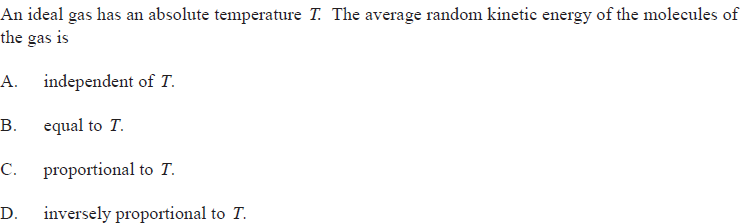 An ideal gas has an absolute temperature T. The average random kinetic energy of the molecules of
the gas is
A. independent of T.
B. equal to T.
C. proportional to T.
D. inversely proportional to T.